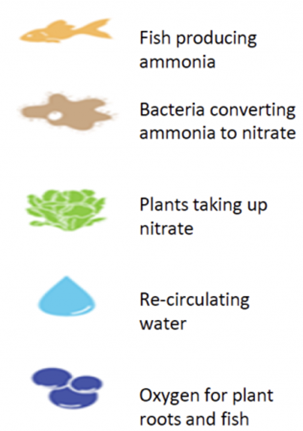 Fish producing
ammonia
Bacteria converting
ammonia to nitrate
Plants taking up
nitrate
Re-circulating
water
Oxygen for plant
roots and fish